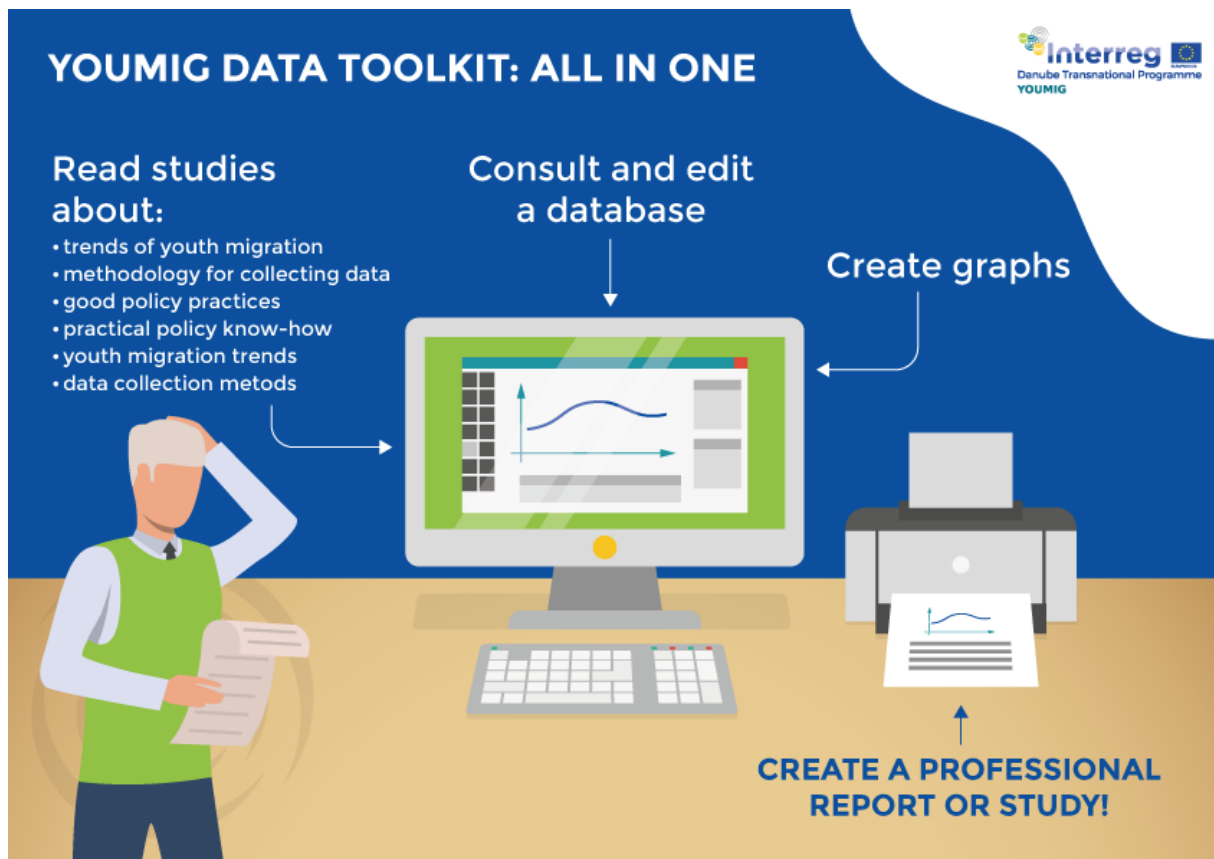 YOUMIG DATA TOOLKIT: ALL IN ONE
Interreg
Danube Transnational Programme
YOUMIG
Read studies
about:
• trends of youth migration
• methodology for collecting data
• good policy practices
• practical policy know-how
• youth migration trends
• data collection metods
Consult and edit
a database
Create graphs
CREATE A PROFESSIONAL
REPORT OR STUDY!